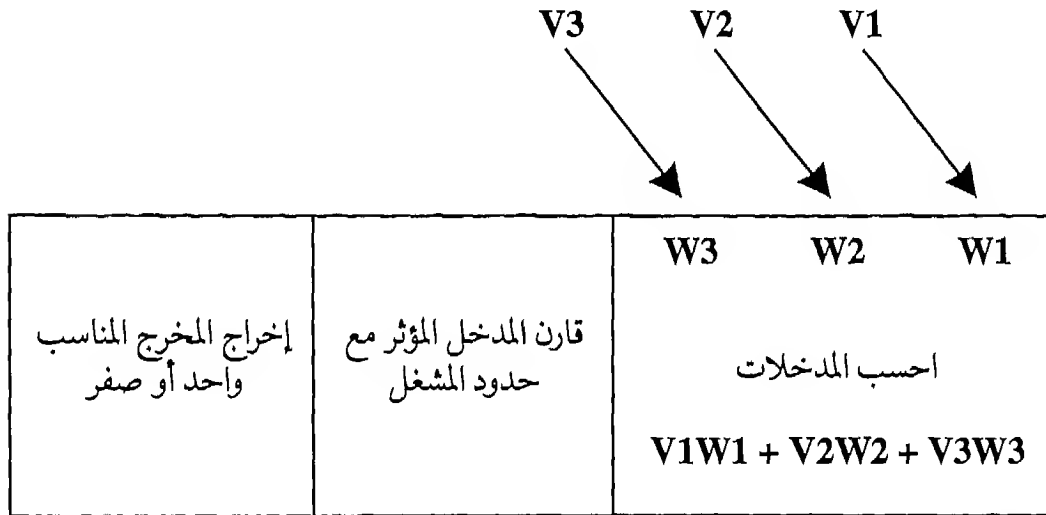 V3 V2 V1
W3 W2 W1
احسب المدخلات
V1W1 + V2W2 + V3W3
قارن المدخل المؤثر مع
حدود المشغل
إخراج المخرج المناسب
واحد أو صفر